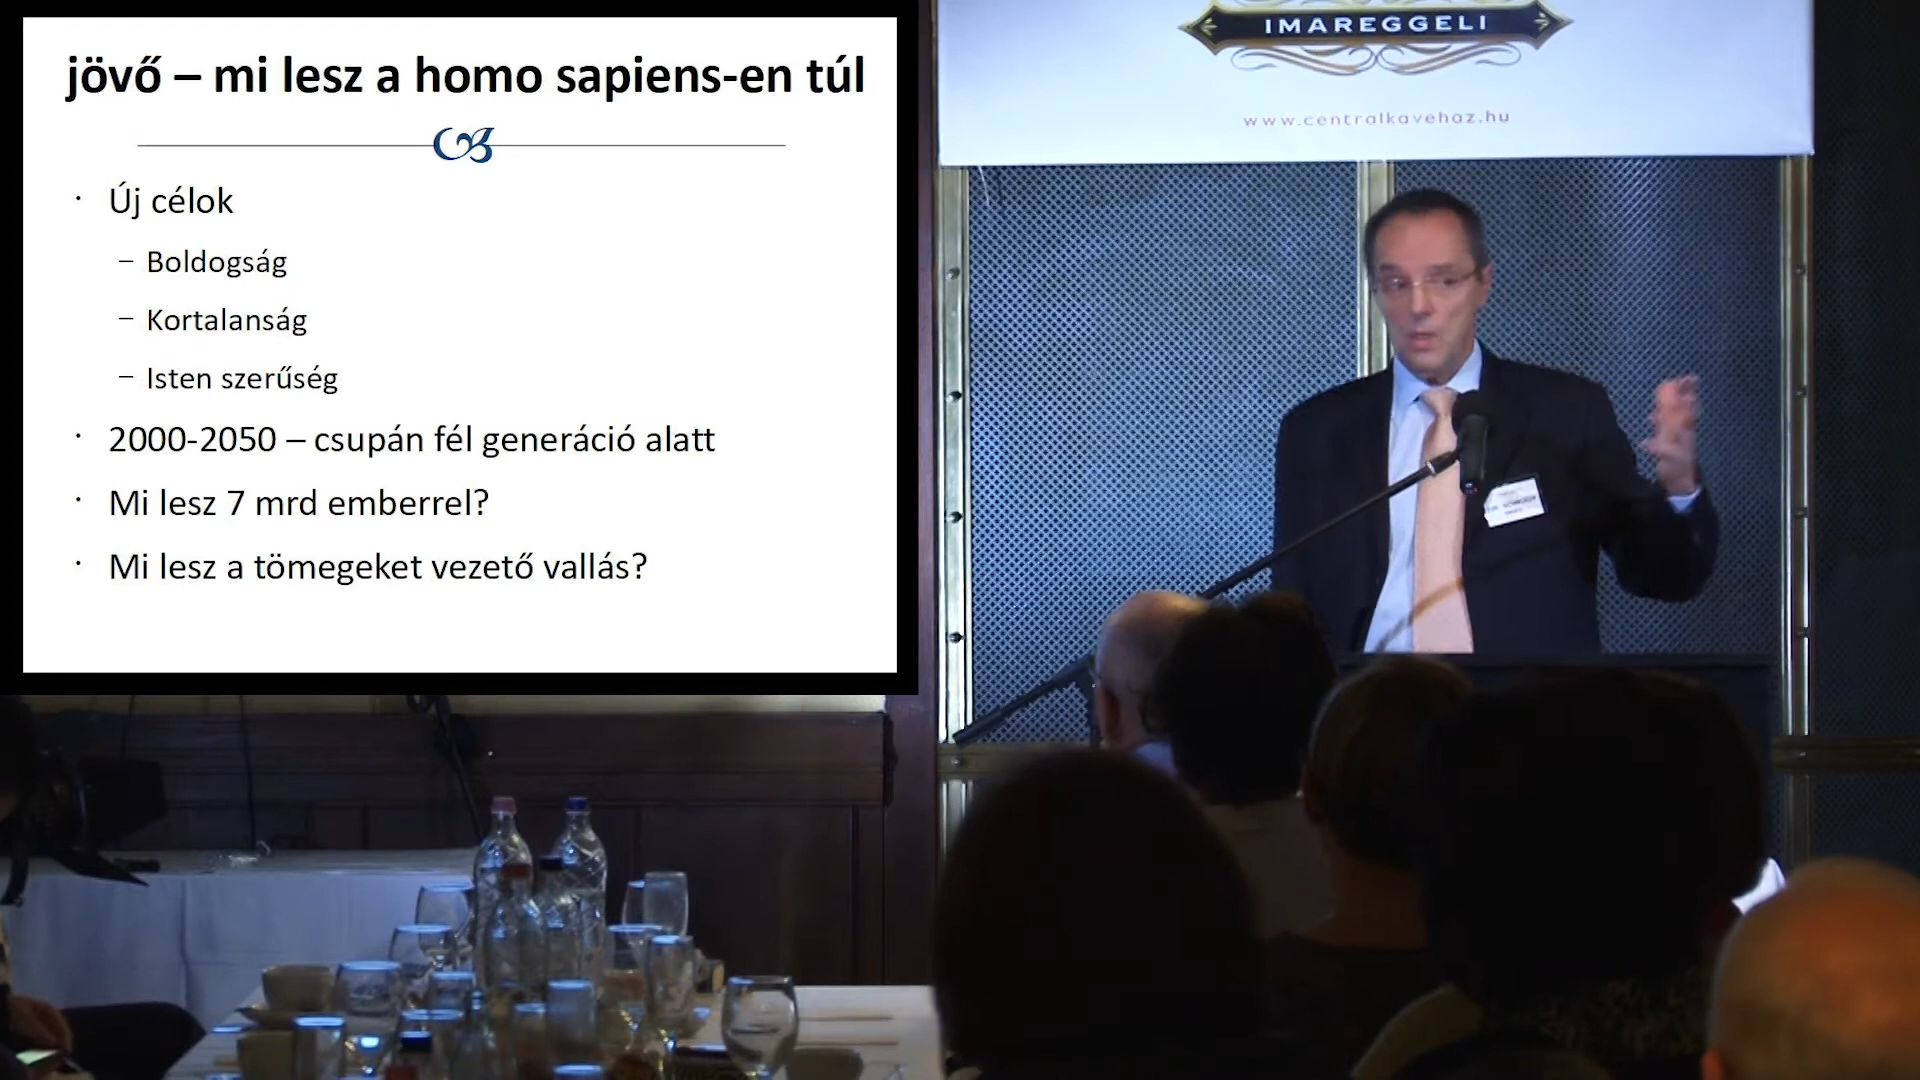 jövő – mi lesz a homo sapiens-en túl
· Új célok
– Boldogság
– Kortalanság
– Isten szerűség
· 2000-2050 – csupán fél generáció alatt
· Mi lesz 7 mrd emberrel?
· Mi lesz a tömegeket vezető vallás?
IMAREGGELI
www.centralkavehaz.hu